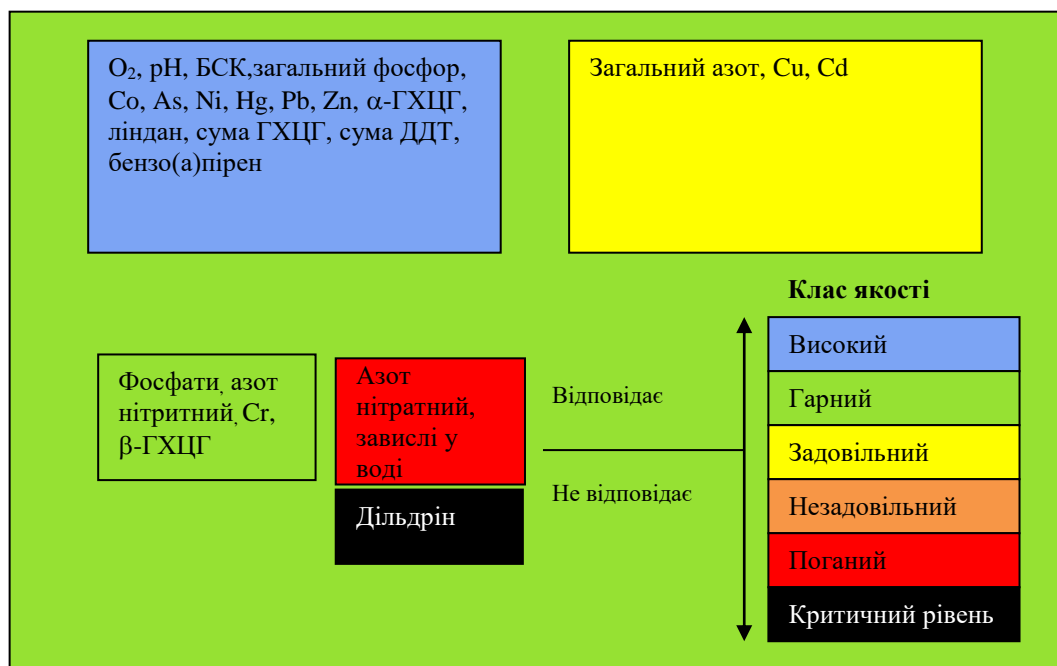 O₂, pH, БСК,загальний фосфор,
Co, As, Ni, Hg, Pb, Zn, α-ГХЦГ,
ліндан, сума ГХЦГ, сума ДДТ,
бензо(а)пірен
Загальний азот, Cu, Cd
Клас якості
Високий
Гарний
Задовільний
Незадовільний
Поганий
Критичний рівень
Фосфати, азот
нітритний, Cr,
β-ГХЦГ
Азот
нітратний,
завислі у
воді
Дільдрін
Відповідає
Не відповідає